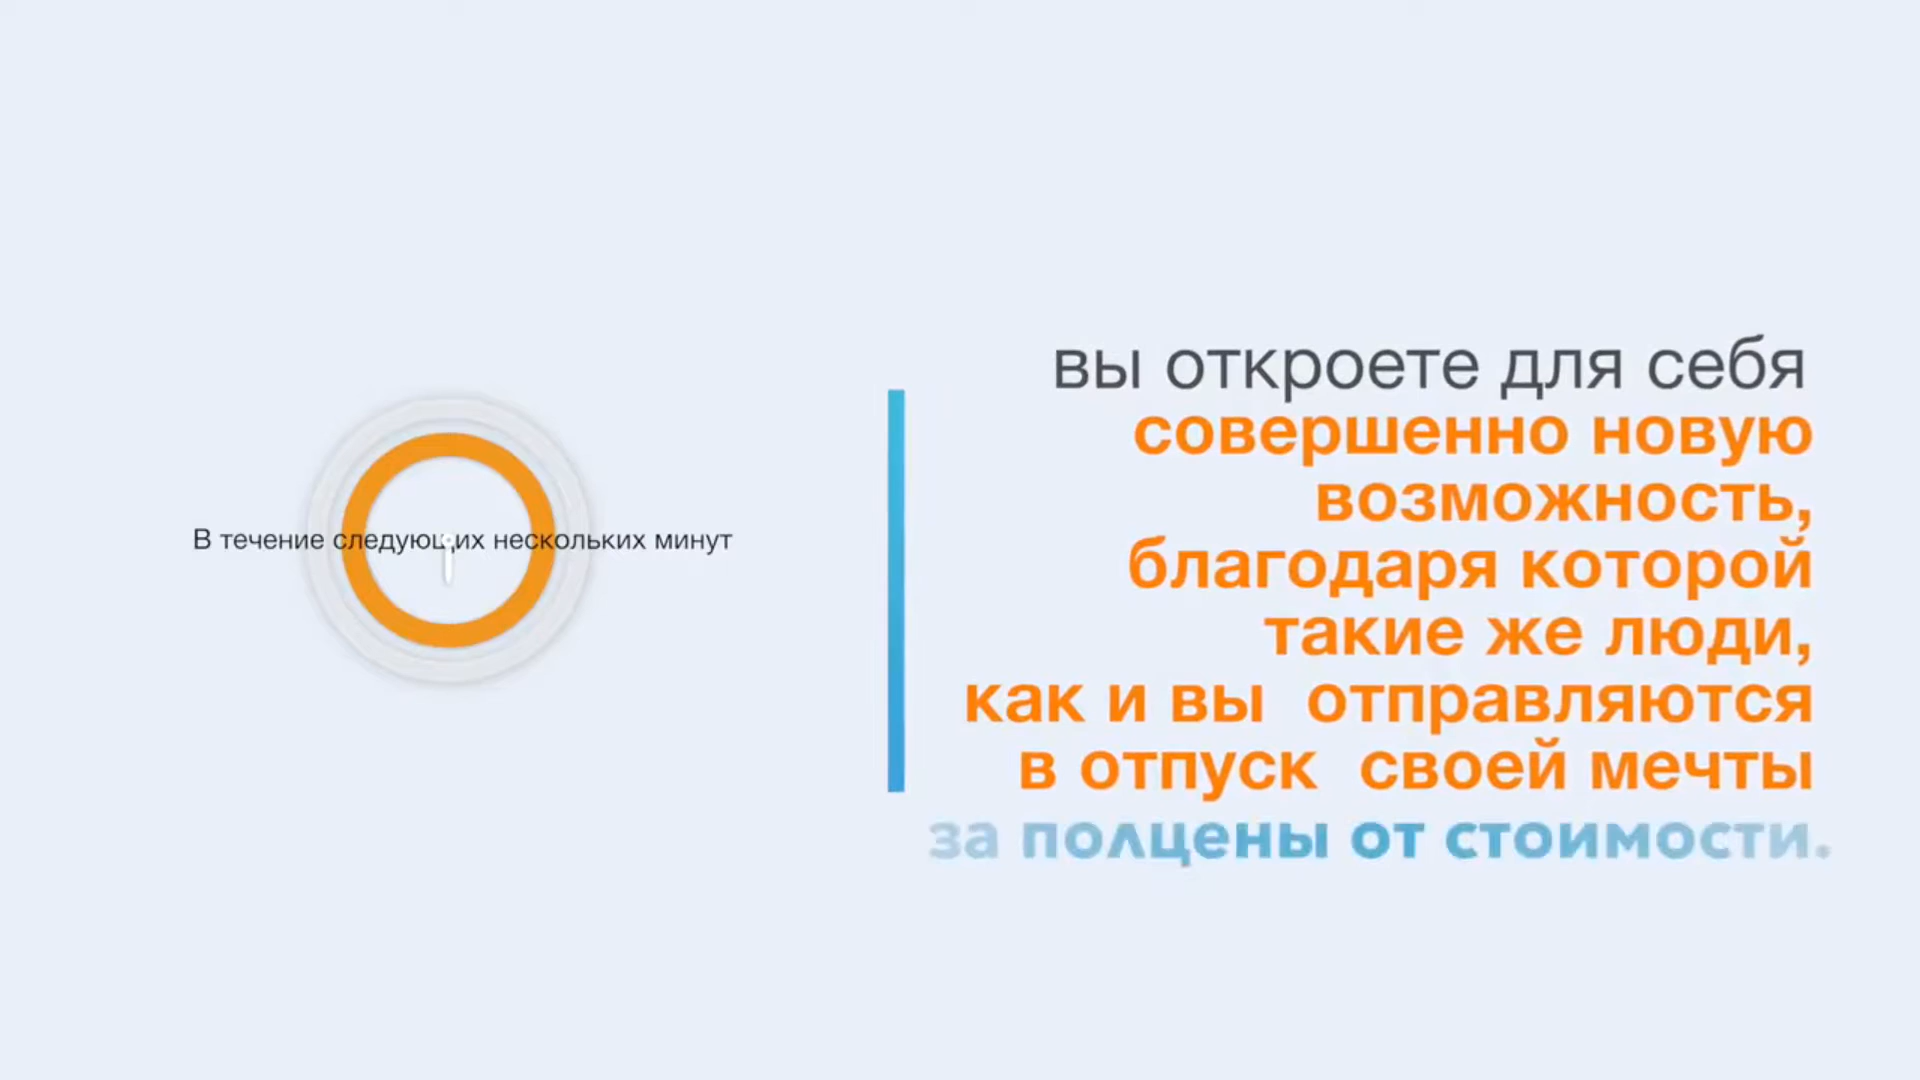 В течение следующих нескольких минут
вы откроете для себя
совершенно новую
возможность,
благодаря которой
такие же люди,
как и вы отправляются
в отпуск своей мечты
за полцены от стоимости.